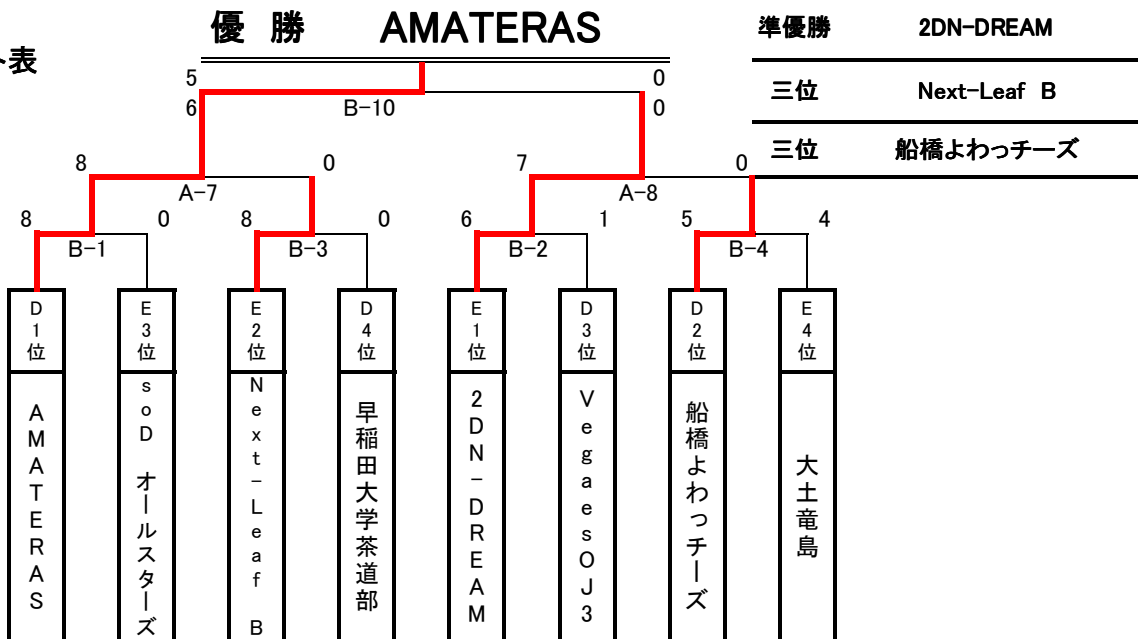 優 勝 AMATERAS
準優勝 2DN-DREAM
ト表
三位 Next-Leaf B
三位 船橋よわっチーズ
5 0
6 B-10 0
8 0 7 0
A-7 A-8
8 0 8 0 6 1 5 4
B-1 B-3 B-2 B-4
D1位 E3位 E2位 D4位 E1位 D3位 D2位 E4位
AMATERAS
soD オールスターズ
Next-Leaf B
早稲田大学茶道部
2DN-DREAM
VegaesOJ3
船橋よわっチーズ
大土竜島